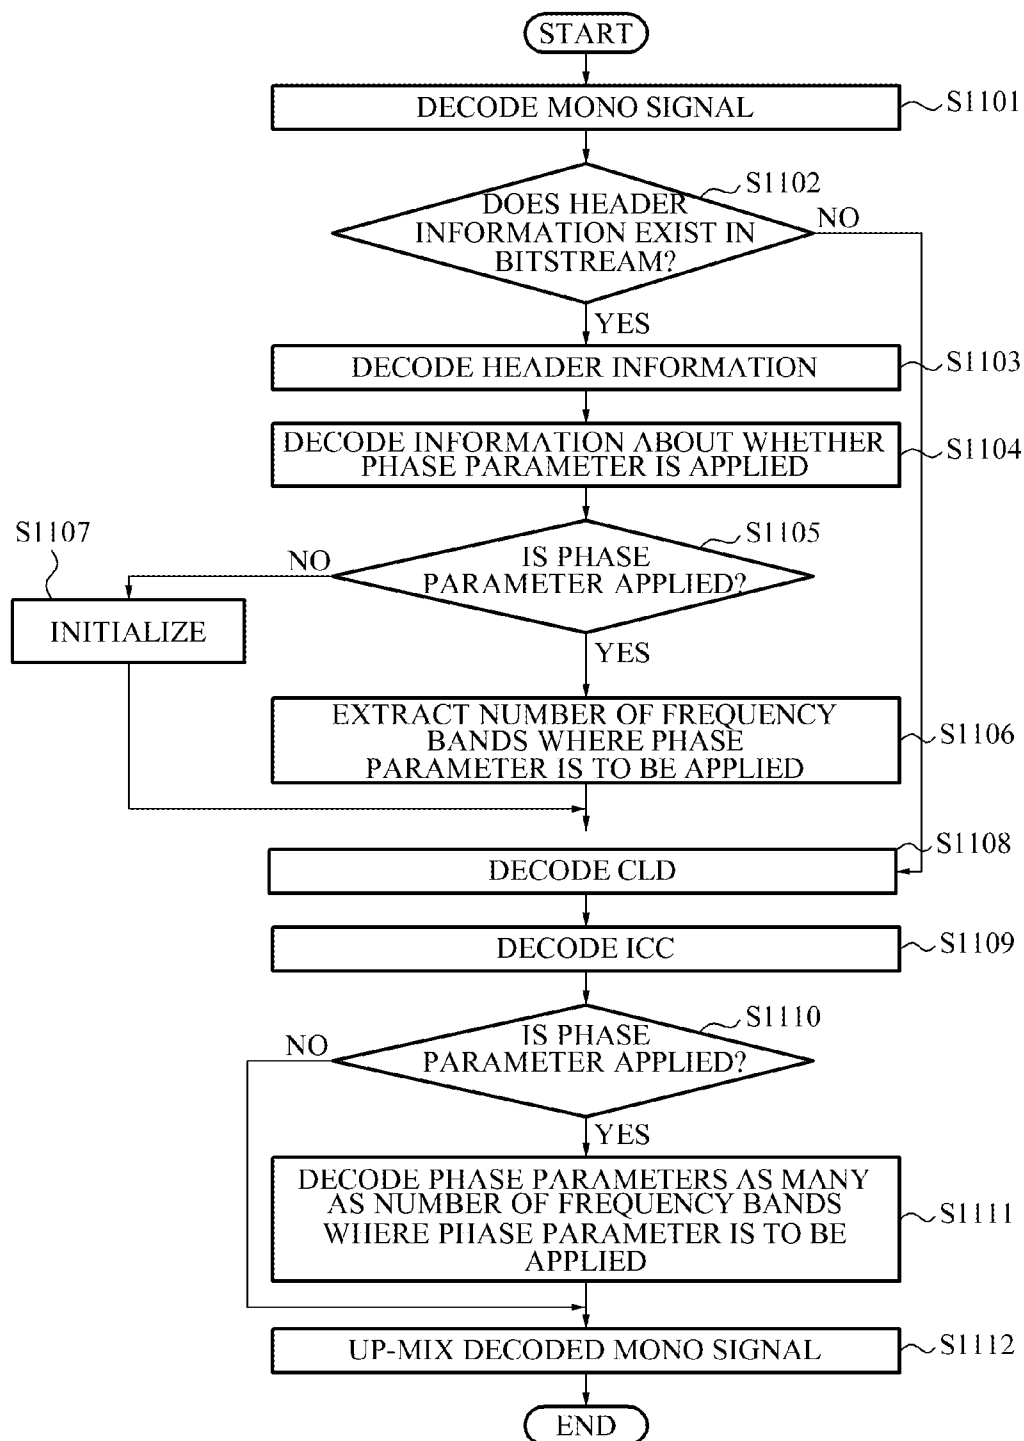 START
DECODE MONO SIGNAL
S1101
S1102
DOES HEADER
INFORMATION EXIST IN
BITSTREAM?
NO
YES
DECODE HEADER INFORMATION
S1103
DECODE INFORMATION ABOUT WHETHER
PHASE PARAMETER IS APPLIED
S1104
S1107
S1105
NO
IS PHASE
PARAMETER APPLIED?
INITIALIZE
YES
EXTRACT NUMBER OF FREQUENCY
BANDS WHERE PHASE
PARAMETER IS TO BE APPLIED
S1106
S1108
DECODE CLD
DECODE ICC
S1109
S1110
NO
IS PHASE
PARAMETER APPLIED?
YES
DECODE PHASE PARAMETERS AS MANY
AS NUMBER OF FREQUENCY BANDS
WHERE PHASE PARAMETER IS TO BE
APPLIED
S1111
UP-MIX DECODED MONO SIGNAL
S1112
END